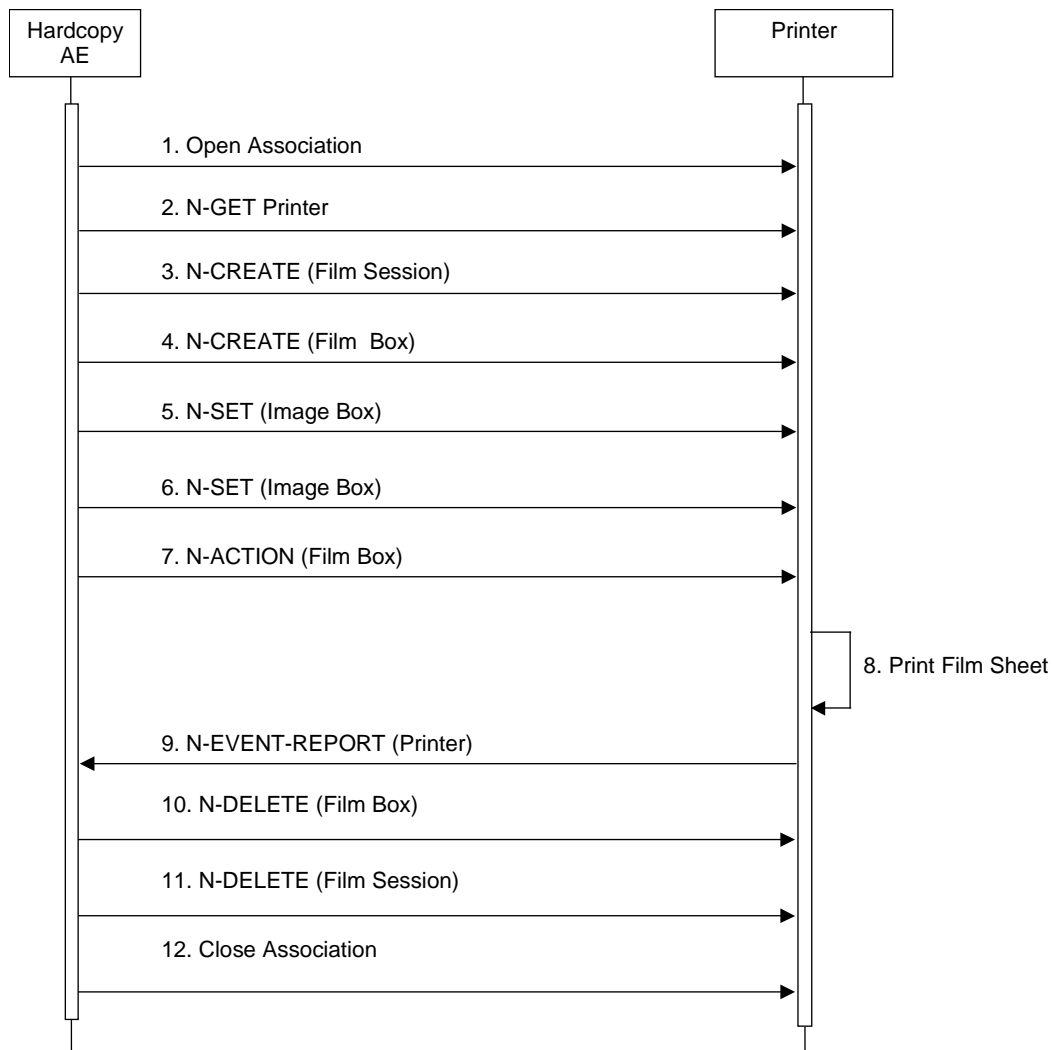 Hardcopy
AE
Printer
1. Open Association
2. N-GET Printer
3. N-CREATE (Film Session)
4. N-CREATE (Film  Box)
5. N-SET (Image Box)
6. N-SET (Image Box)
7. N-ACTION (Film Box)
8. Print Film Sheet
9. N-EVENT-REPORT (Printer)
10. N-DELETE (Film Box)
11. N-DELETE (Film Session)
12. Close Association